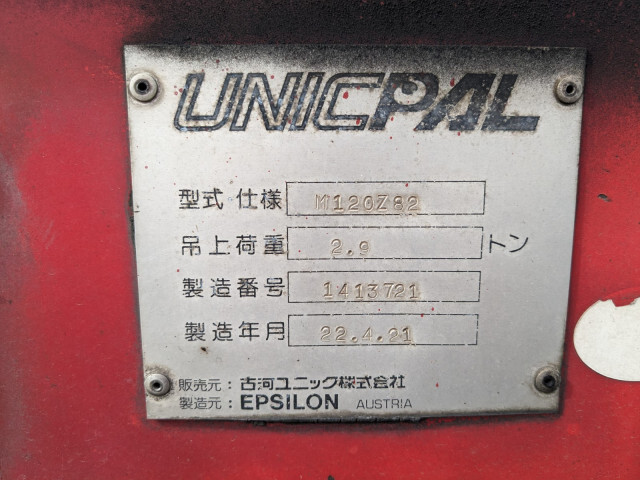 UNICPAL
型式 仕様 M120Z82
吊上荷重 2.9 トン
製造番号 1413721
製造年月 22.4.21
販売元：古河ユニック株式会社
製造元：EPSILON AUSTRIA